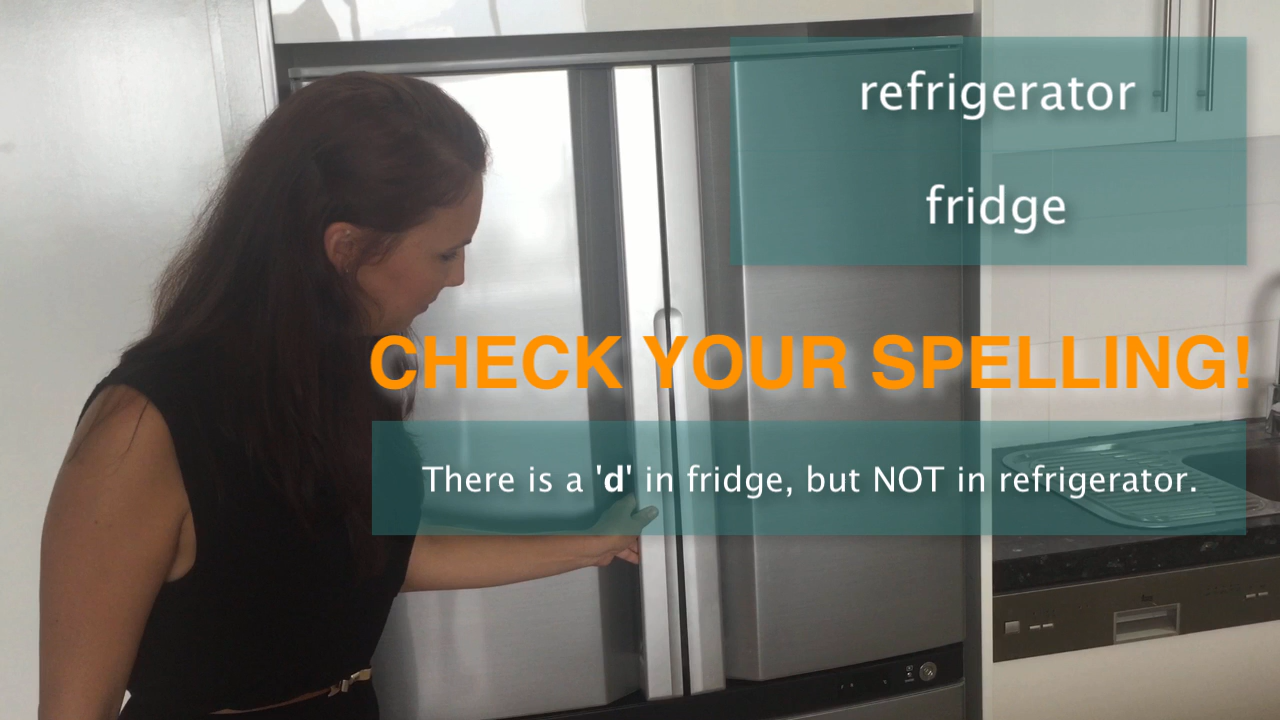 refrigerator
fridge
CHECK YOUR SPELLING!
There is a 'd' in fridge, but NOT in refrigerator.